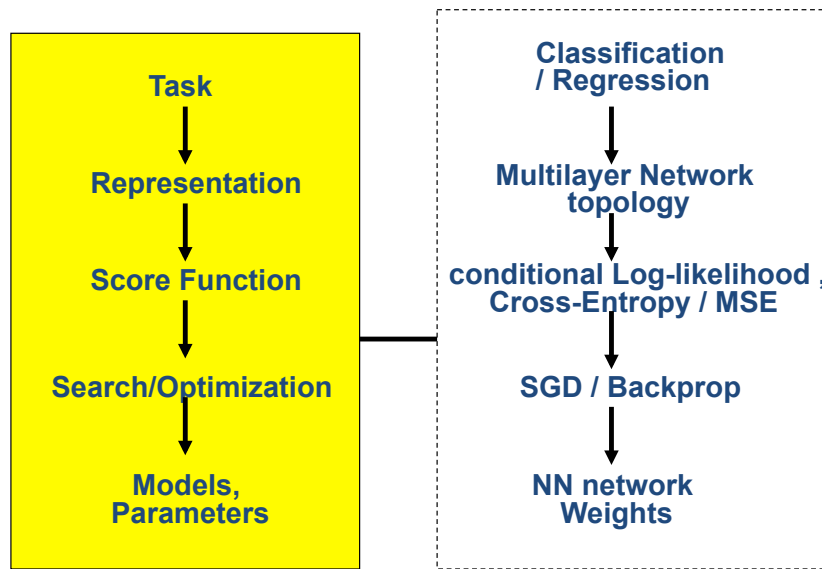 Task
Representation
Score Function
Search/Optimization
Models,
Parameters
Classification
/ Regression
Multilayer Network
topology
conditional Log-likelihood ,
Cross-Entropy / MSE
SGD / Backprop
NN network
Weights